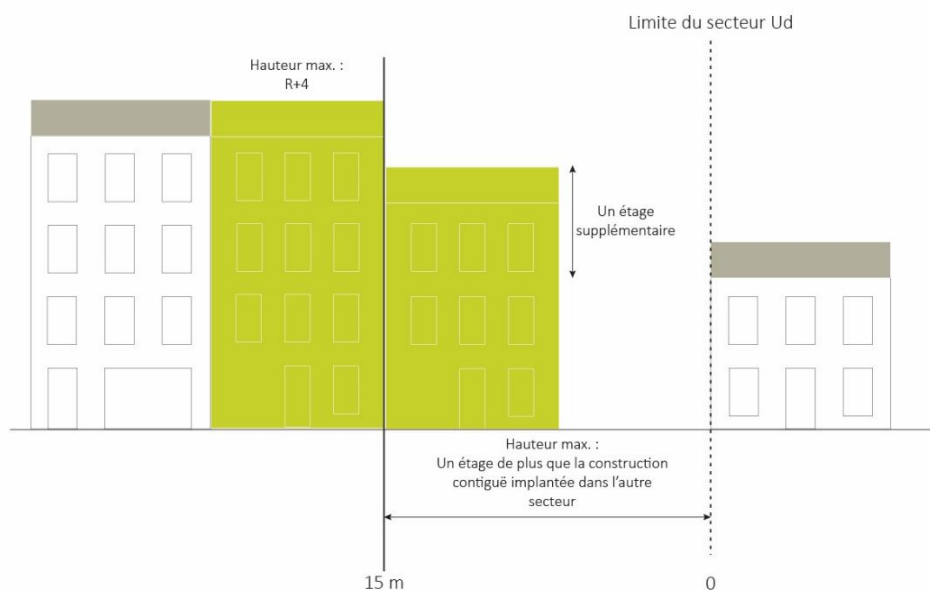 Limite du secteur Ud
Hauteur max. :
R+4
Un étage
supplémentaire
Hauteur max. :
Un étage de plus que la construction
contiguë implantée dans l'autre
secteur
15 m
0